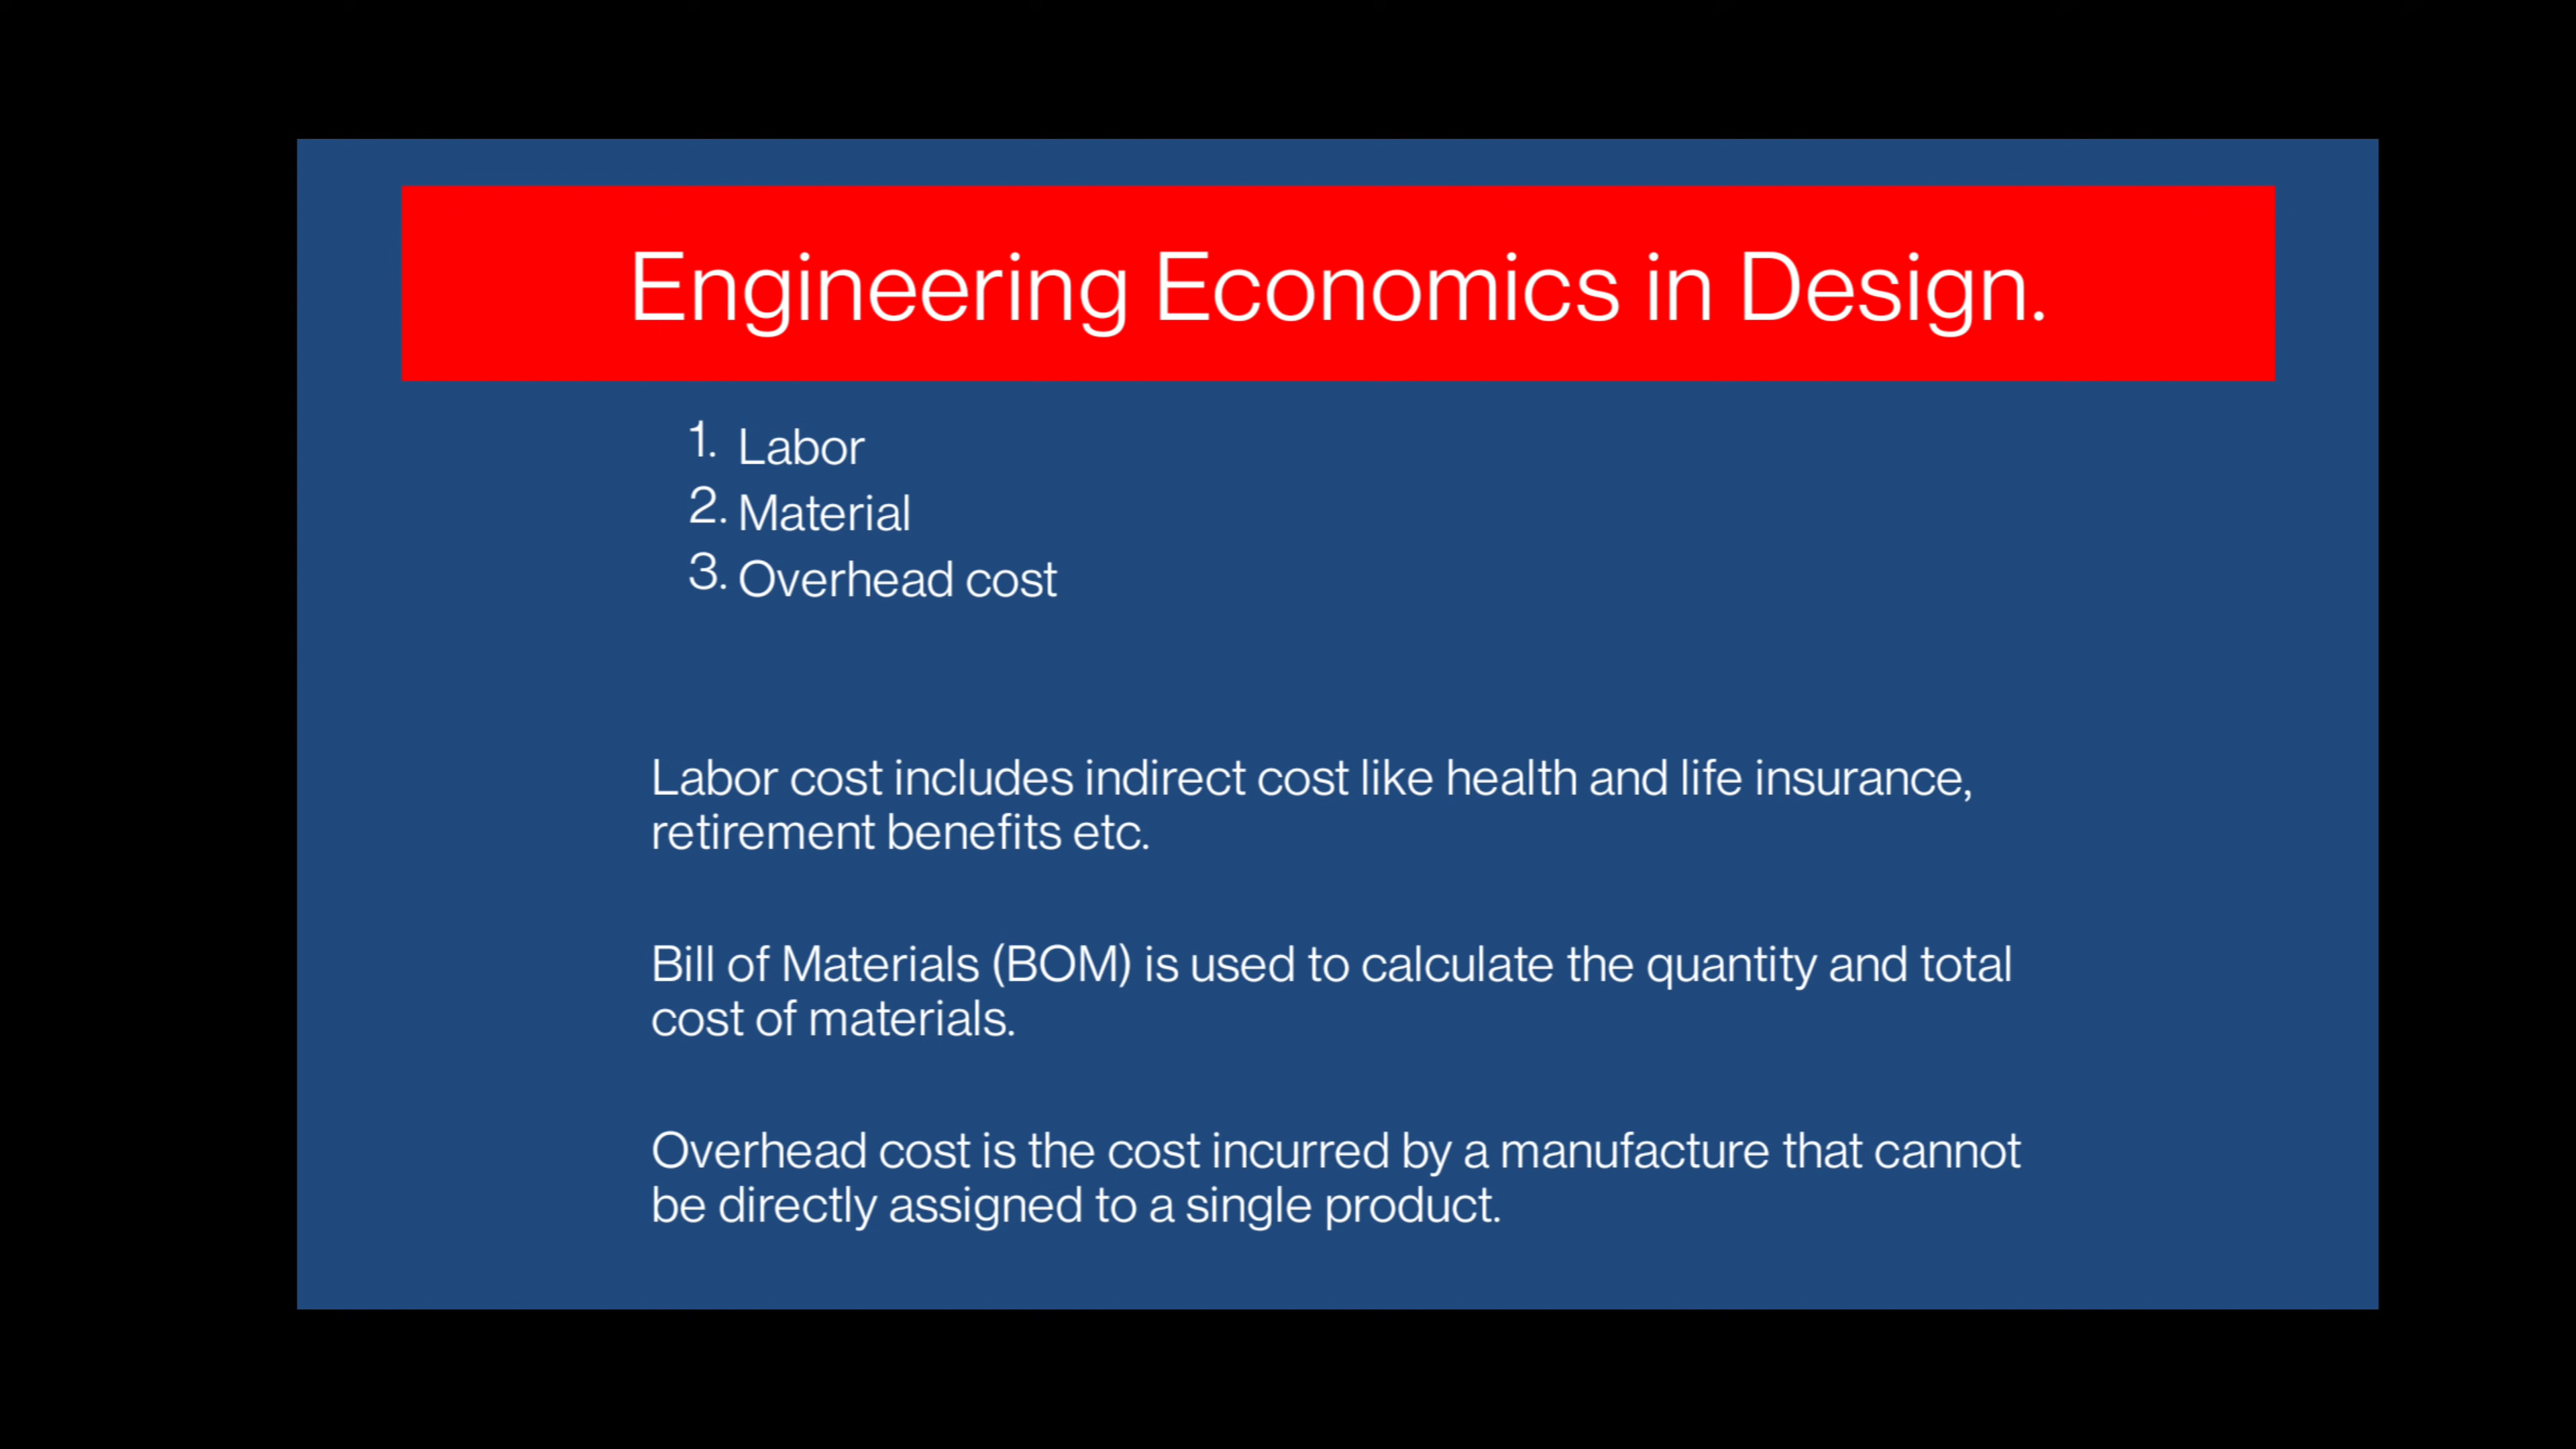 Engineering Economics in Design.
1. Labor
2. Material
3. Overhead cost
Labor cost includes indirect cost like health and life insurance,
retirement benefits etc.
Bill of Materials (BOM) is used to calculate the quantity and total
cost of materials.
Overhead cost is the cost incurred by a manufacture that cannot
be directly assigned to a single product.